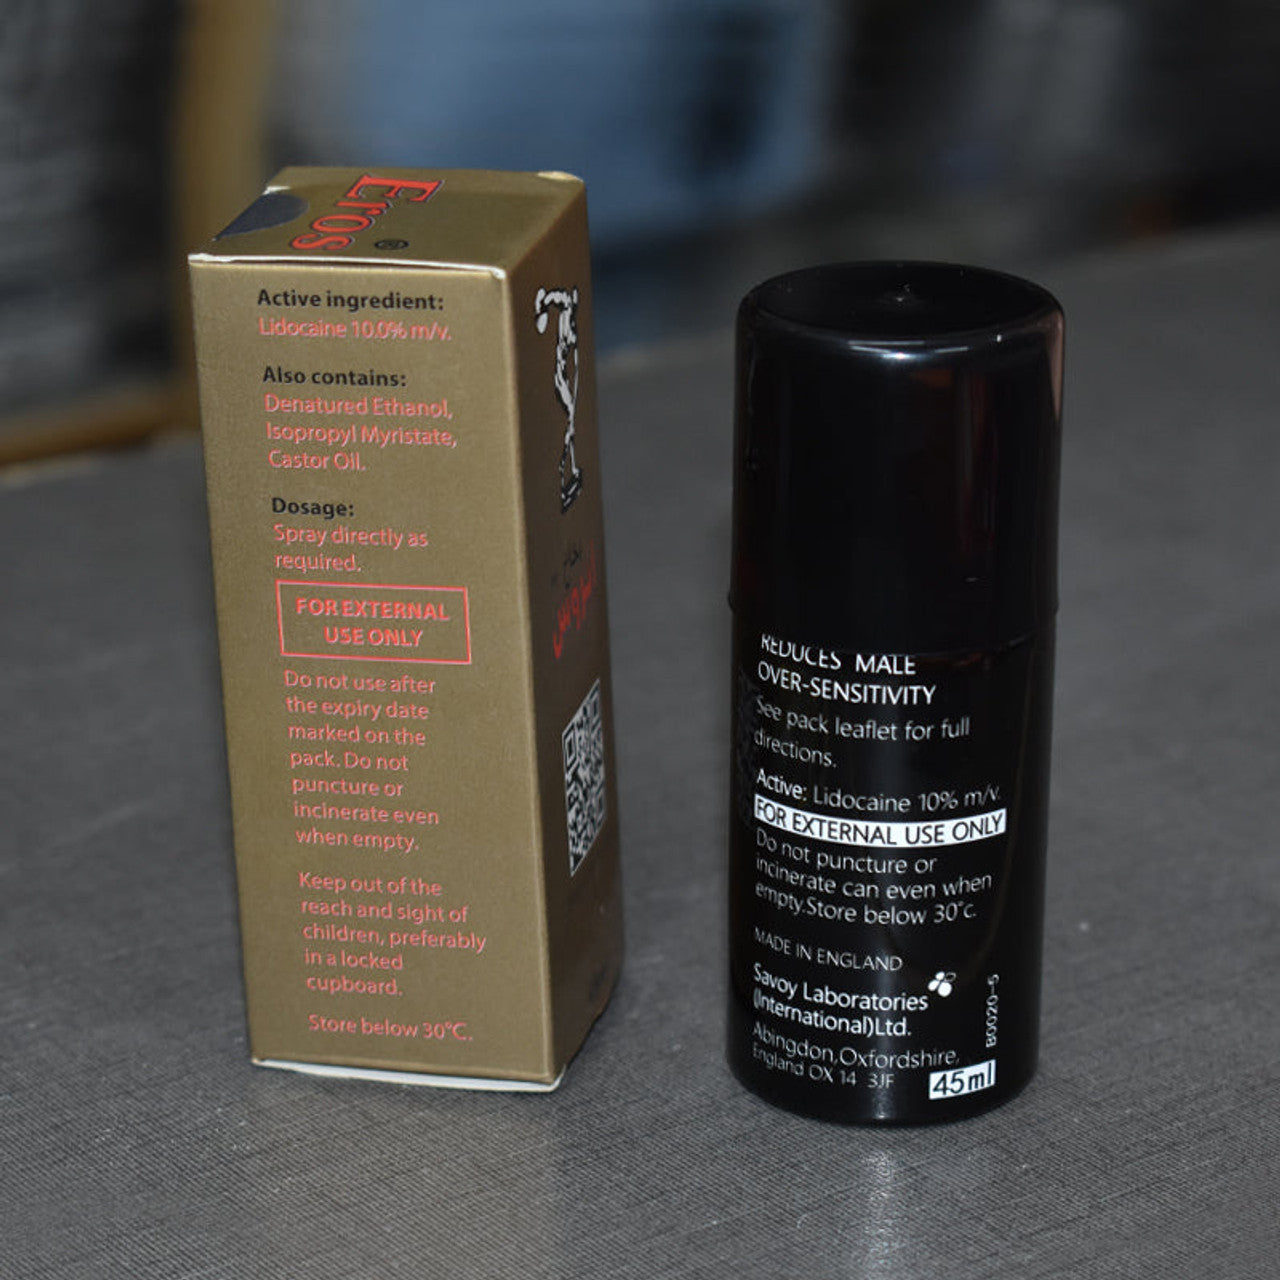 Eros ®
Active ingredient:
Lidocaine 10.0% m/v.
Also contains:
Denatured Ethanol,
Isopropyl Myristate,
Castor Oil.
Dosage:
Spray directly as
required.
FOR EXTERNAL
USE ONLY
Do not use after
the expiry date
marked on the
pack. Do not
puncture or
incinerate even
when empty.
Keep out of the
reach and sight of
children, preferably
in a locked
cupboard.
Store below 30°C.
REDUCES MALE
OVER-SENSITIVITY
See pack leaflet for full
directions.
Active: Lidocaine 10% m/v.
FOR EXTERNAL USE ONLY
Do not puncture or
incinerate can even when
empty.Store below 30°c.
MADE IN ENGLAND
Savoy Laboratories
(International)Ltd.
Abingdon, Oxfordshire,
England OX 14 3JF
45ml
B0020-5